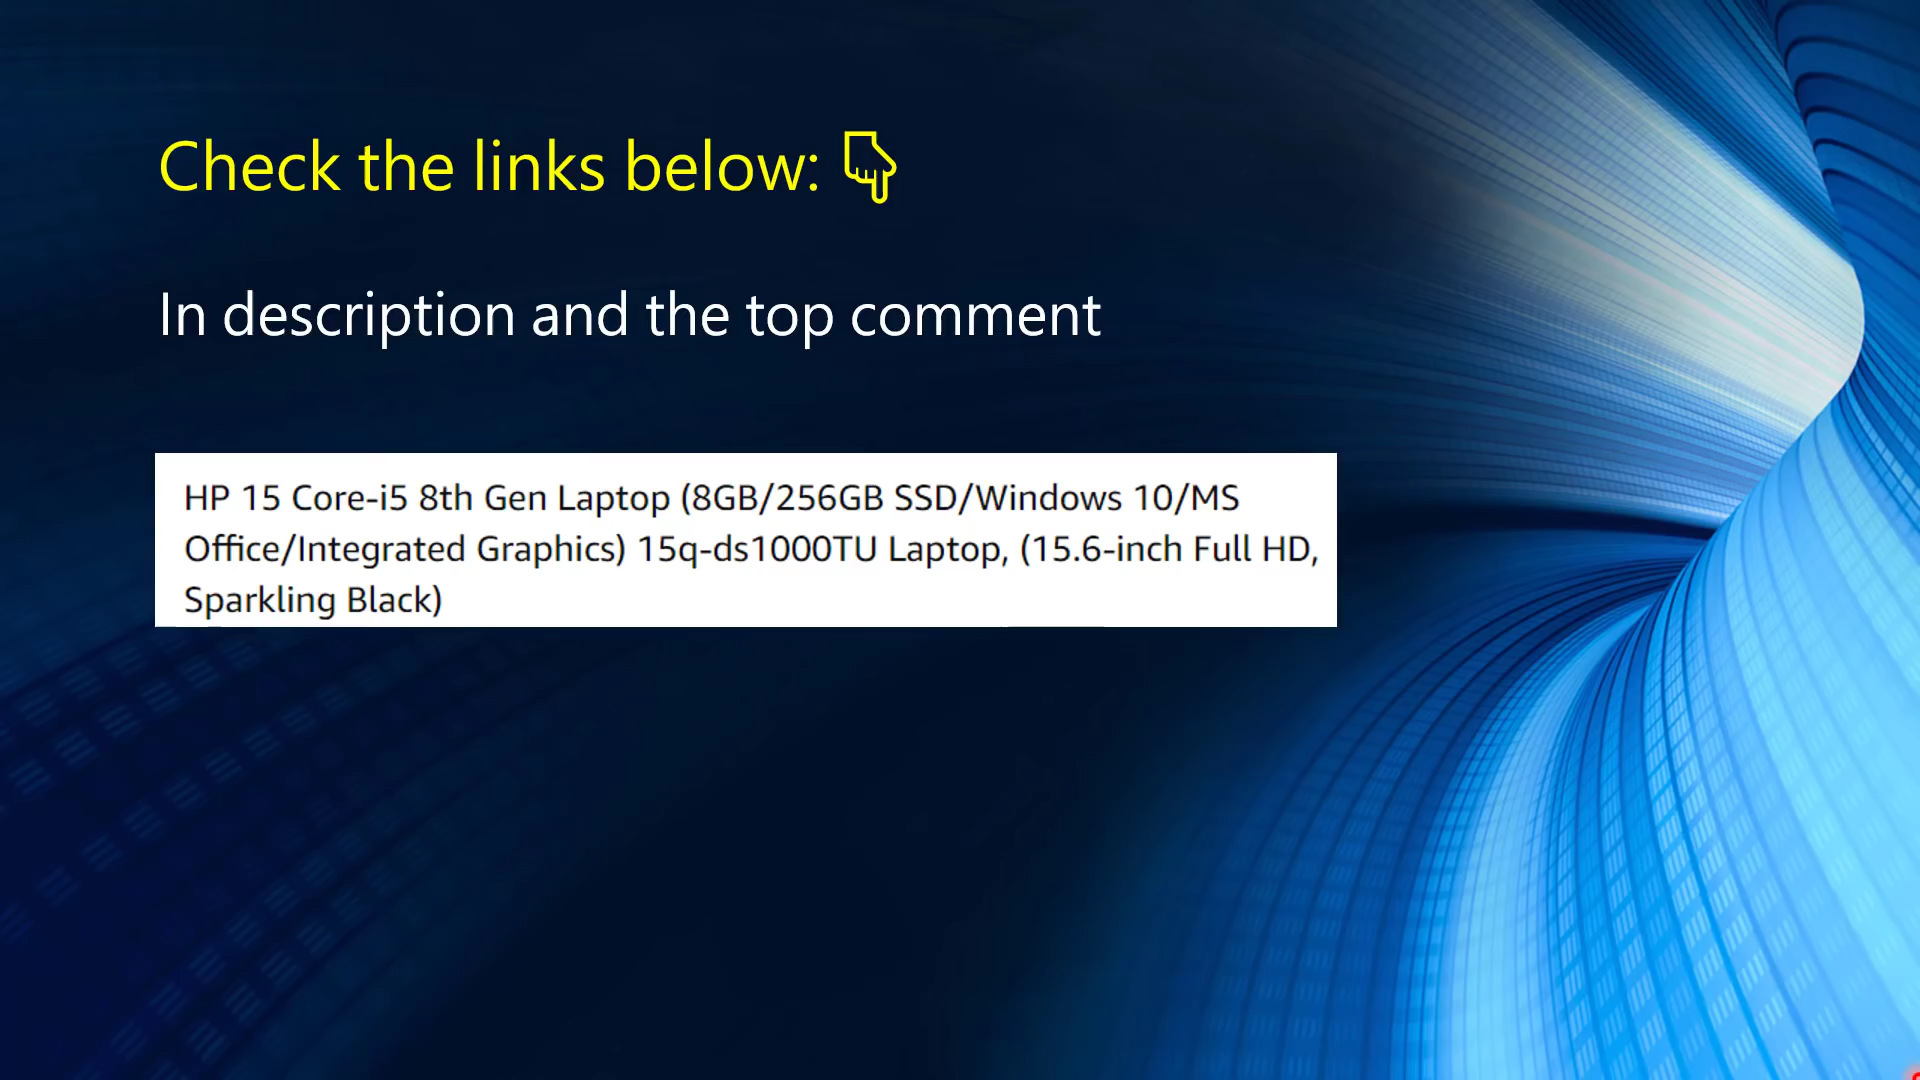 Check the links below: 👇
In description and the top comment
HP 15 Core-i5 8th Gen Laptop (8GB/256GB SSD/Windows 10/MS
Office/Integrated Graphics) 15q-ds1000TU Laptop, (15.6-inch Full HD,
Sparkling Black)